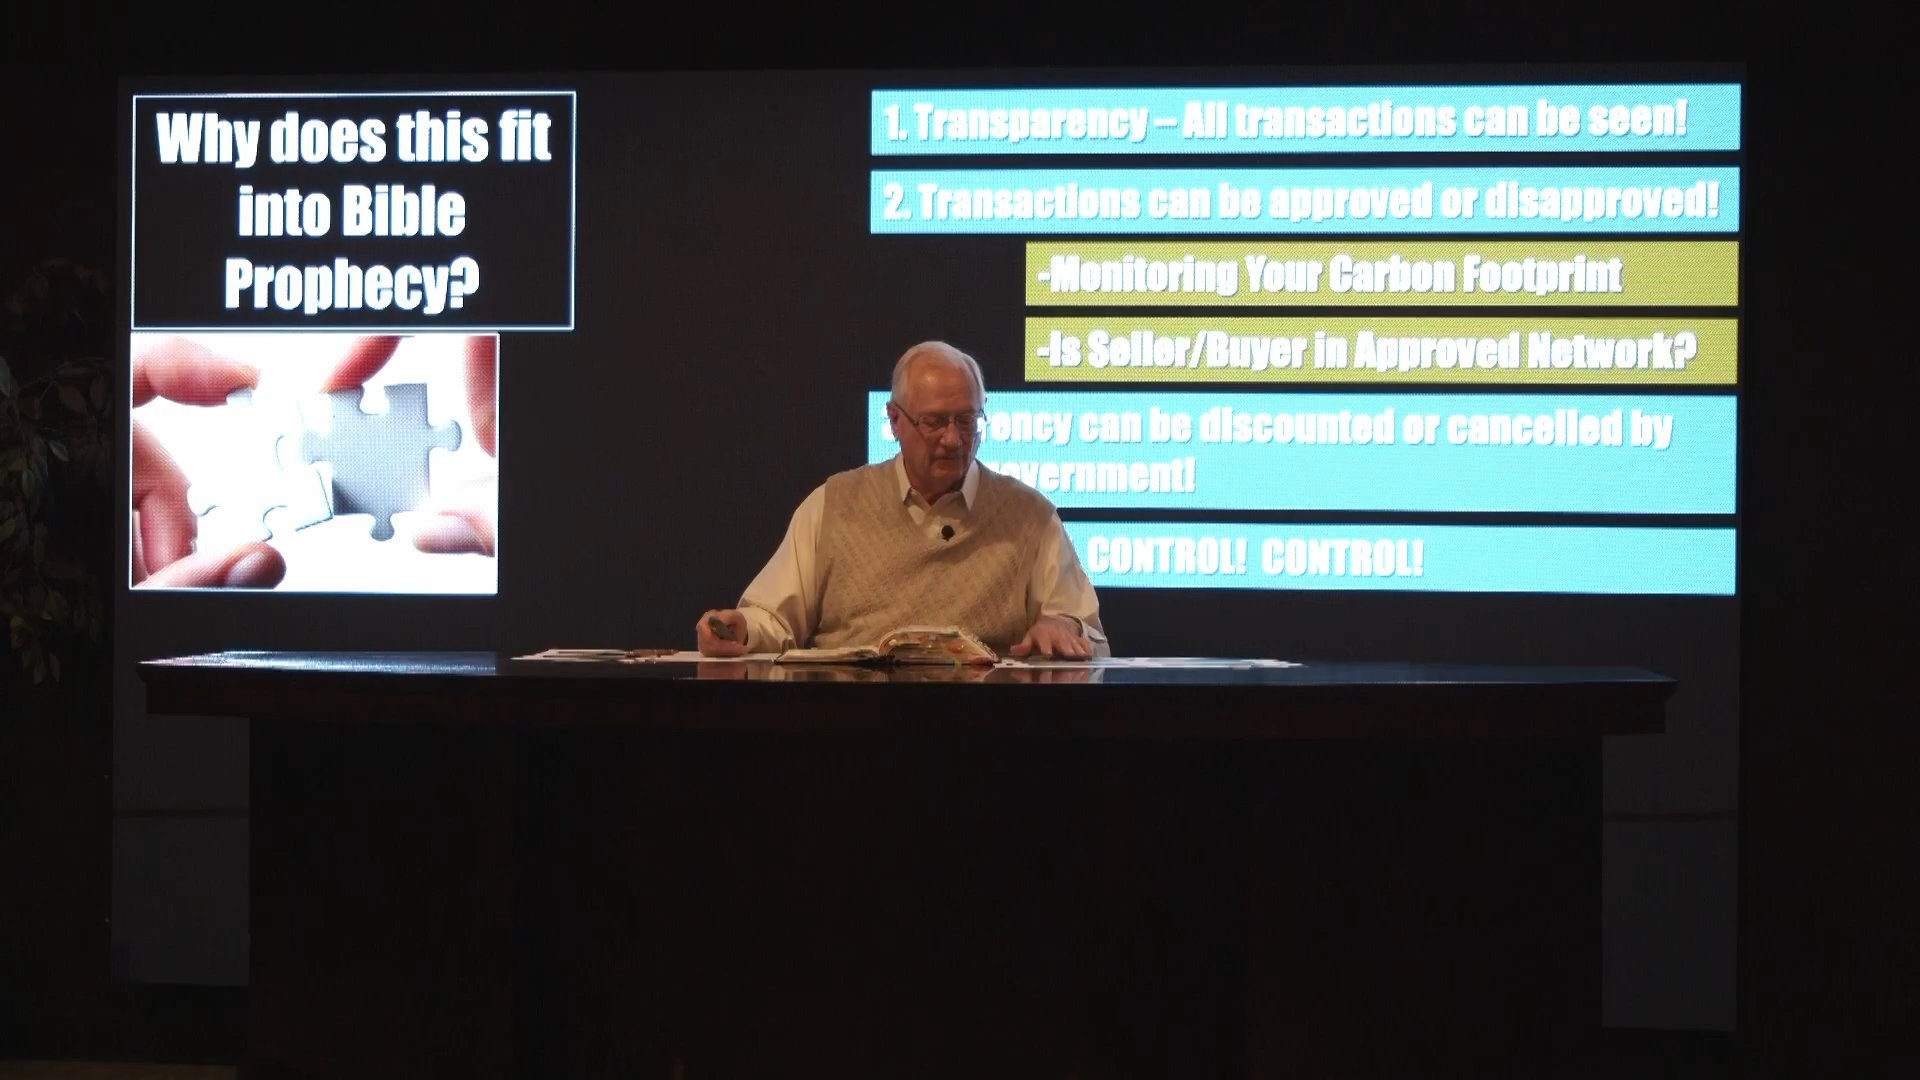 Why does this fit
into Bible
Prophecy?
1. Transparency – All transactions can be seen!
2. Transactions can be approved or disapproved!
-Monitoring Your Carbon Footprint
-Is Seller/Buyer in Approved Network?
can be discounted or cancelled by
CONTROL! CONTROL!